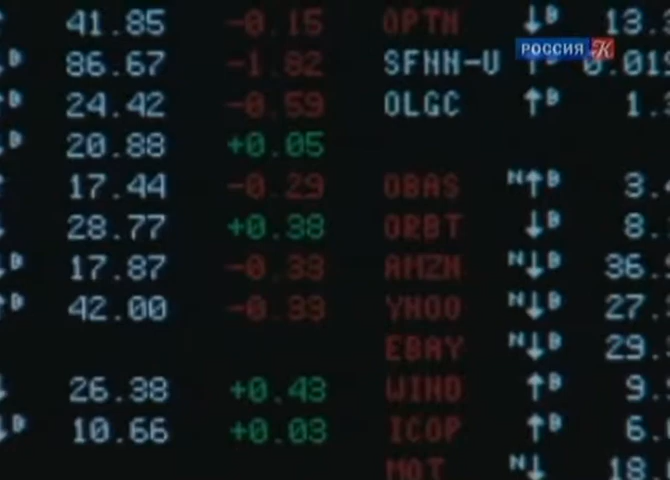 41.85 -0.15 OPTN ↓B 13.
РОССИЯ К
86.67 -1.82 SFNN-U ↑B 0.01
24.42 -0.59 OLGC ↑B 1.
20.88 +0.05
17.44 -0.29 OBAS N↑B 3.
28.77 +0.38 ORBT ↓B 8.
17.87 -0.33 AMZN N↓B 36.
42.00 -0.39 YHOO N↓B 27.
EBAY N↓B 29.
26.38 +0.43 WIND ↑B 9.
10.66 +0.03 ICOP ↑B 6.
MOT N↓ 18.